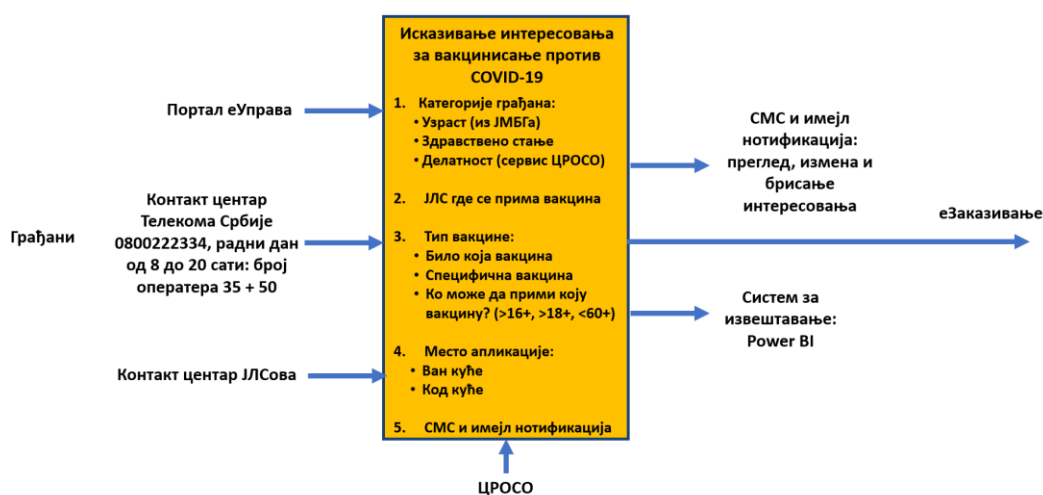 Грађани
Портал еУправа
Контакт центар
Телекома Србије
0800222334, радни дан
од 8 до 20 сати: број
оператера 35 + 50
Контакт центар ЈЛСова
Исказивање интересовања
за вакцинисање против
COVID-19
1. Категорије грађана:
• Узраст (из ЈМБГа)
• Здравствено стање
• Делатност (сервис ЦРОСО)
2. ЈЛС где се прима вакцина
3. Тип вакцине:
• Било која вакцина
• Специфична вакцина
• Ко може да прими коју
вакцину? (>16+, >18+, <60+)
4. Место апликације:
• Ван куће
• Код куће
5. СМС и имејл нотификација
ЦРОСО
СМС и имејл
нотификација:
преглед, измена и
брисање
интересовања
еЗаказивање
Систем за
извештавање:
Power BI